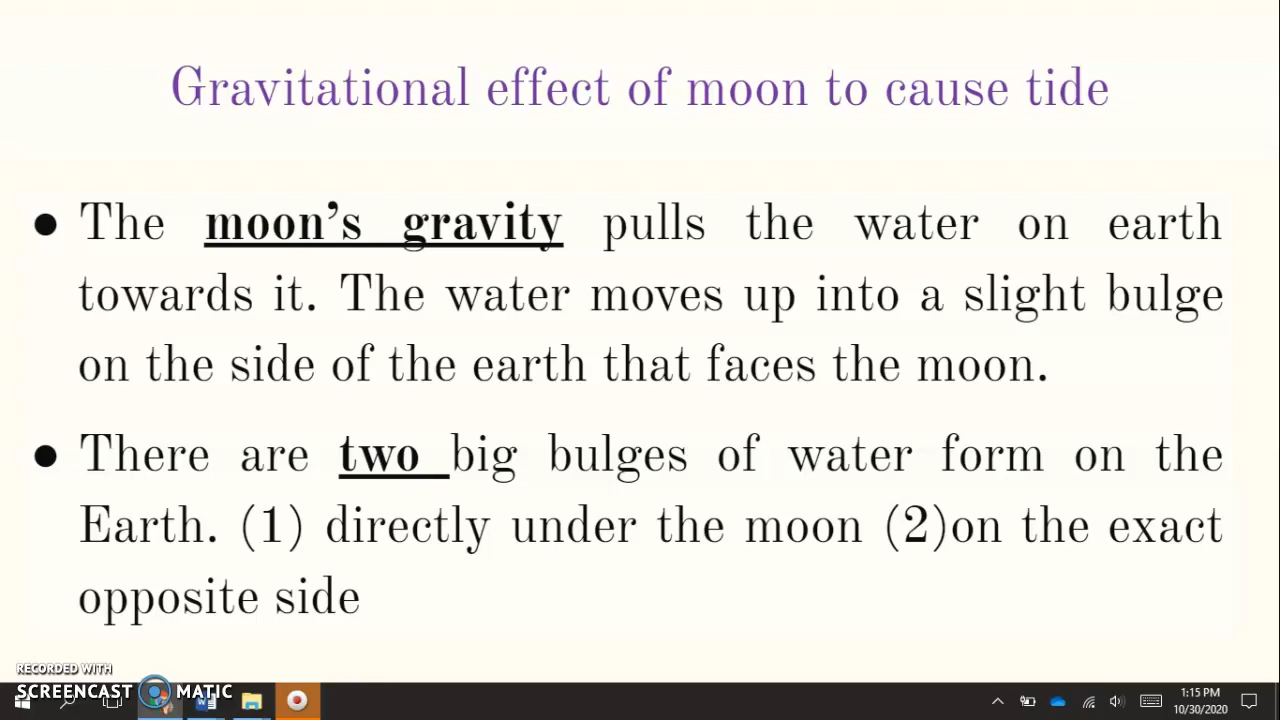 Gravitational effect of moon to cause tide
● The moon’s gravity pulls the water on earth
towards it. The water moves up into a slight bulge
on the side of the earth that faces the moon.
● There are two big bulges of water form on the
Earth. (1) directly under the moon (2)on the exact
opposite side
RECORDED WITH
SCREENCAST MATIC
1:15 PM
10/30/2020